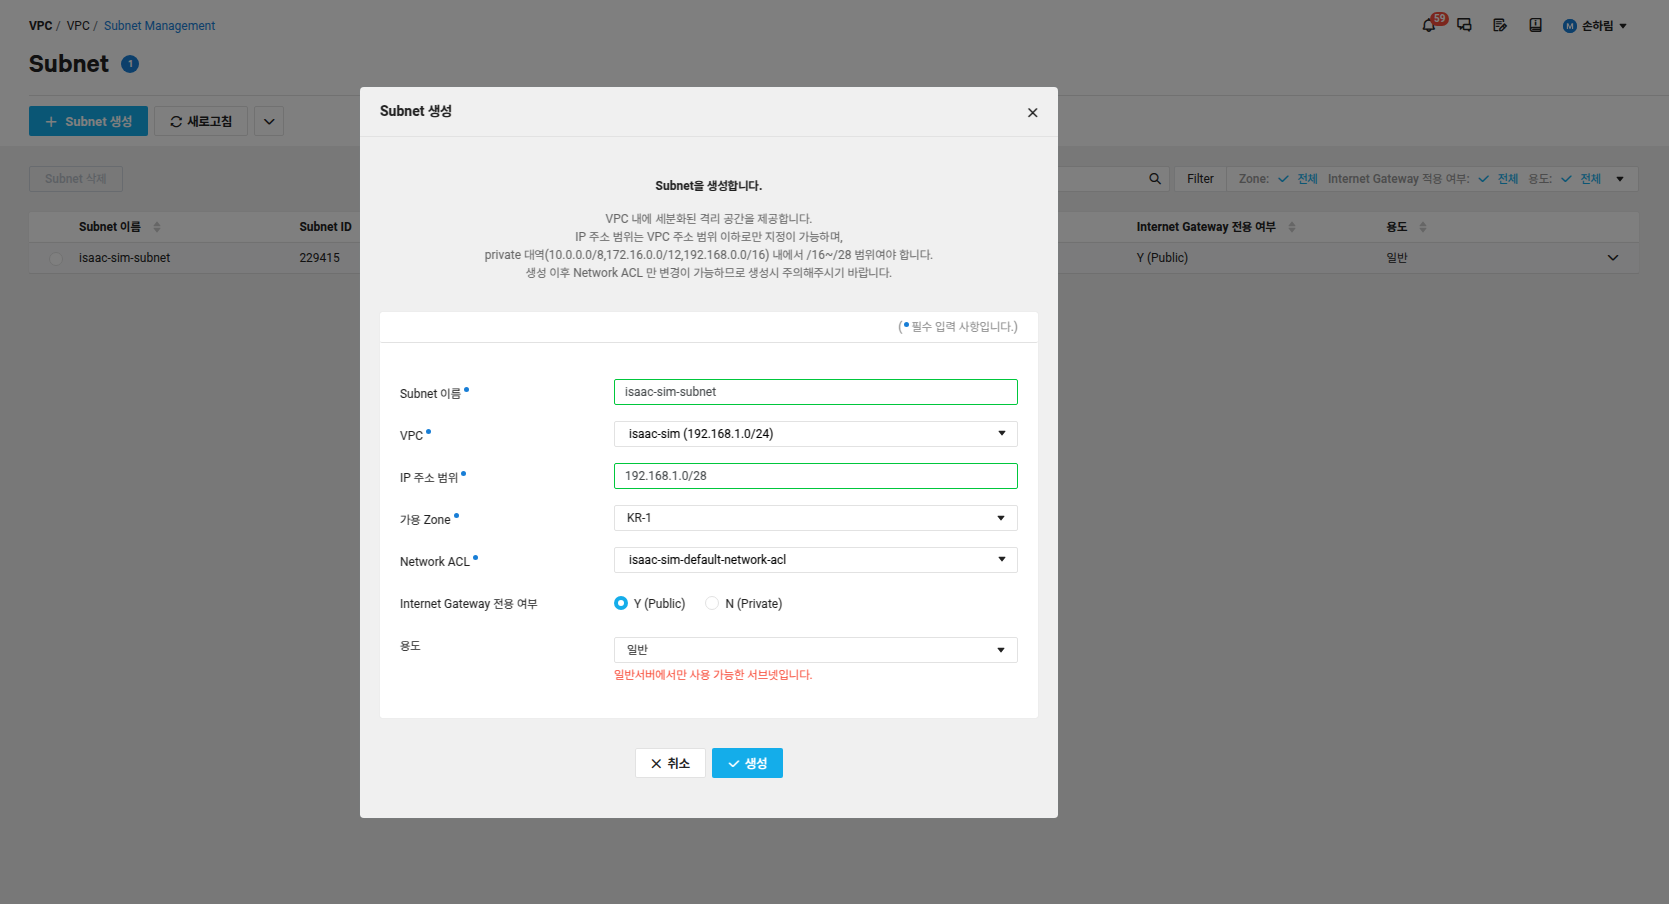 VPC / VPC / Subnet Management
59
M 손하림
Subnet 1
Subnet 생성
새로고침
Subnet 삭제
Filter
Zone: 전체 Internet Gateway 적용 여부: 전체 용도: 전체
Subnet 이름
Subnet ID
Internet Gateway 전용 여부
용도
isaac-sim-subnet
229415
Y (Public)
일반
Subnet 생성
Subnet을 생성합니다.
VPC 내에 세분화된 격리 공간을 제공합니다.
IP 주소 범위는 VPC 주소 범위 이하로만 지정이 가능하며,
private 대역(10.0.0.0/8,172.16.0.0/12,192.168.0.0/16) 내에서 /16~/28 범위여야 합니다.
생성 이후 Network ACL 만 변경이 가능하므로 생성시 주의해주시기 바랍니다.
(• 필수 입력 사항입니다.)
Subnet 이름 •
isaac-sim-subnet
VPC •
isaac-sim (192.168.1.0/24)
IP 주소 범위 •
192.168.1.0/28
가용 Zone •
KR-1
Network ACL •
isaac-sim-default-network-acl
Internet Gateway 전용 여부
Y (Public)
N (Private)
용도
일반
일반서버에서만 사용 가능한 서브넷입니다.
취소
생성